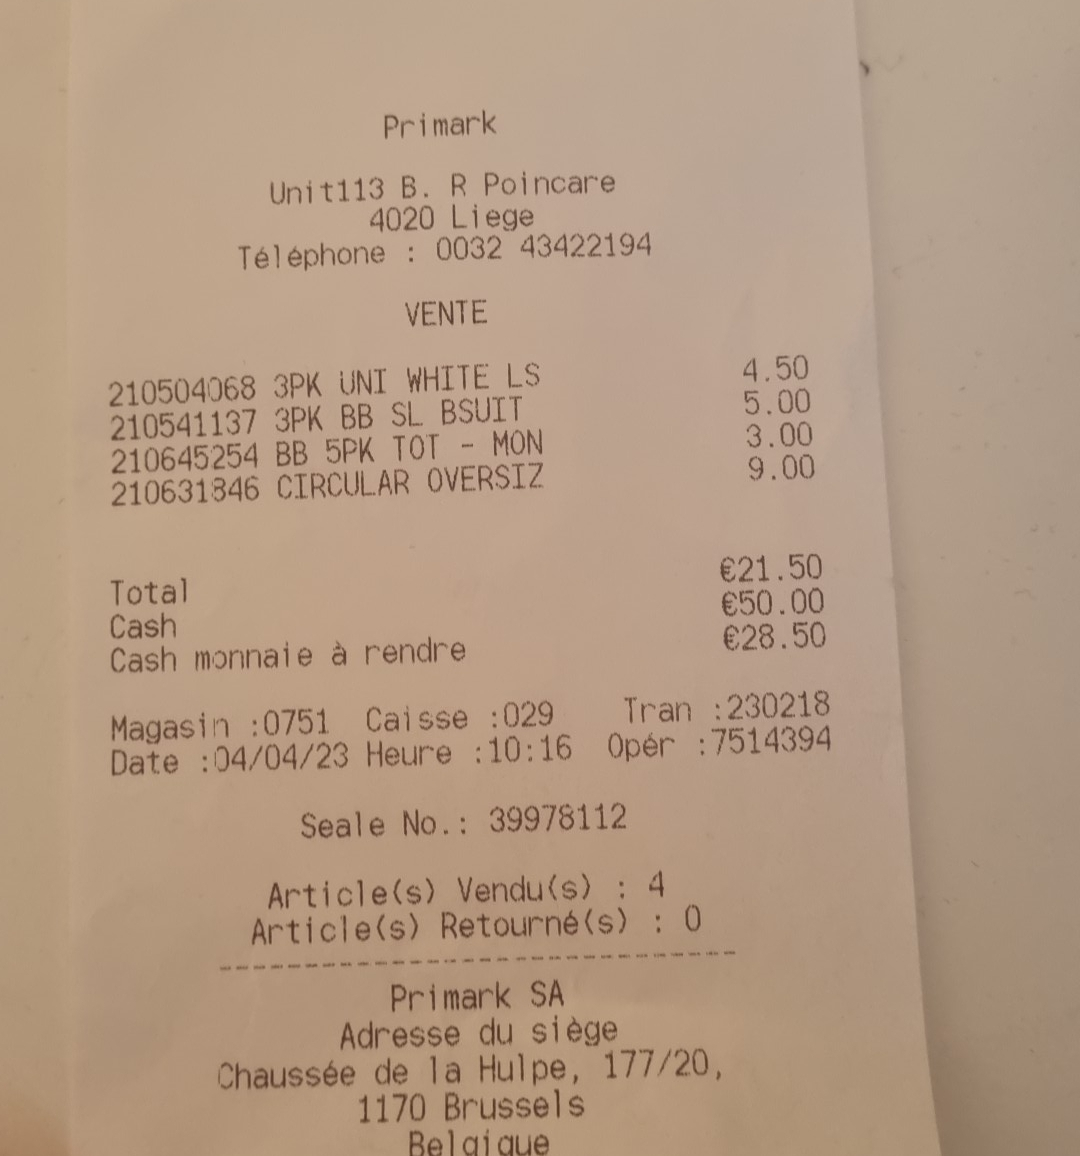 Primark
Unit113 B. R Poincare
4020 Liege
Téléphone : 0032 43422194
VENTE
210504068 3PK UNI WHITE LS 4.50
210541137 3PK BB SL BSUIT 5.00
210645254 BB 5PK TOT - MON 3.00
210631846 CIRCULAR OVERSIZ 9.00
Total €21.50
Cash €50.00
Cash monnaie à rendre €28.50
Magasin :0751 Caisse :029 Tran :230218
Date :04/04/23 Heure :10:16 Opér :7514394
Seale No.: 39978112
Article(s) Vendu(s) : 4
Article(s) Retourné(s) : 0
--------------------------------
Primark SA
Adresse du siège
Chaussée de la Hulpe, 177/20,
1170 Brussels
Belgique